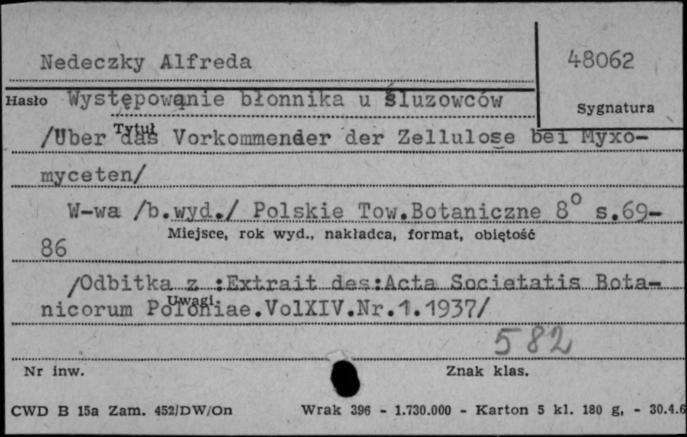 Nedeczky Alfreda
48062
Hasło Występowanie błonnika u śluzowców
Sygnatura
Tytuł
/Uber das Vorkommender der Zellulose bei Myxo-
myceten/
W-wa /b.wyd./ Polskie Tow.Botaniczne 8° s.69-
Miejsce, rok wyd., nakładca, format, objętość
86
/Odbitka z :Extrait des:Acta Societatis Bota-
Uwagi
nicorum Poloniae.VolXIV.Nr.1.1937/
582
Nr inw.
Znak klas.
CWD B 15a Zam. 452/DW/On
Wrak 396 - 1.730.000 - Karton 5 kl. 180 g, - 30.4.6